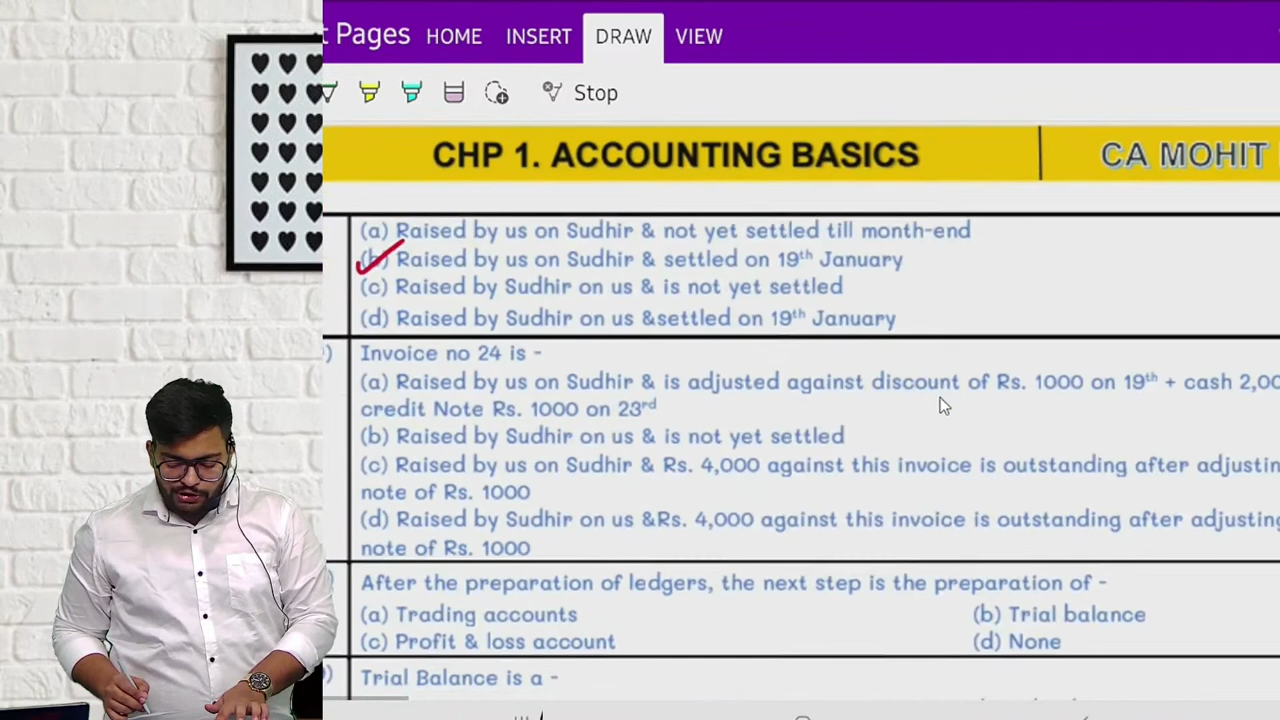 t Pages HOME INSERT DRAW VIEW
Stop
CHP 1. ACCOUNTING BASICS CA MOHIT
(a) Raised by us on Sudhir & not yet settled till month-end
(b) Raised by us on Sudhir & settled on 19th January
(c) Raised by Sudhir on us & is not yet settled
(d) Raised by Sudhir on us &settled on 19th January
) Invoice no 24 is -
(a) Raised by us on Sudhir & is adjusted against discount of Rs. 1000 on 19th + cash 2,00
credit Note Rs. 1000 on 23rd
(b) Raised by Sudhir on us & is not yet settled
(c) Raised by us on Sudhir & Rs. 4,000 against this invoice is outstanding after adjustin
note of Rs. 1000
(d) Raised by Sudhir on us &Rs. 4,000 against this invoice is outstanding after adjusting
note of Rs. 1000
) After the preparation of ledgers, the next step is the preparation of -
(a) Trading accounts (b) Trial balance
(c) Profit & loss account (d) None
) Trial Balance is a -